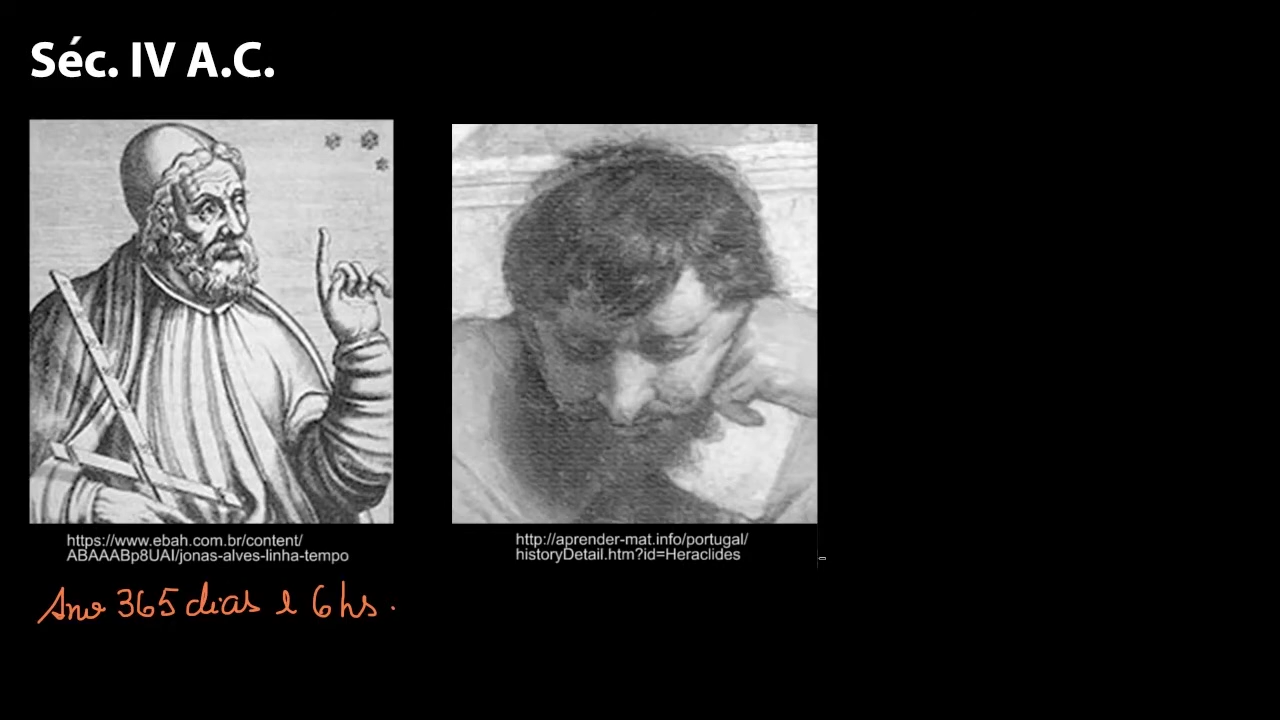 Séc. IV A.C.
https://www.ebah.com.br/content/
ABAAABp8UAI/jonas-alves-linha-tempo
http://aprender-mat.info/portugal/
historyDetail.htm?id=Heraclides
Ano 365 dias e 6 hs.